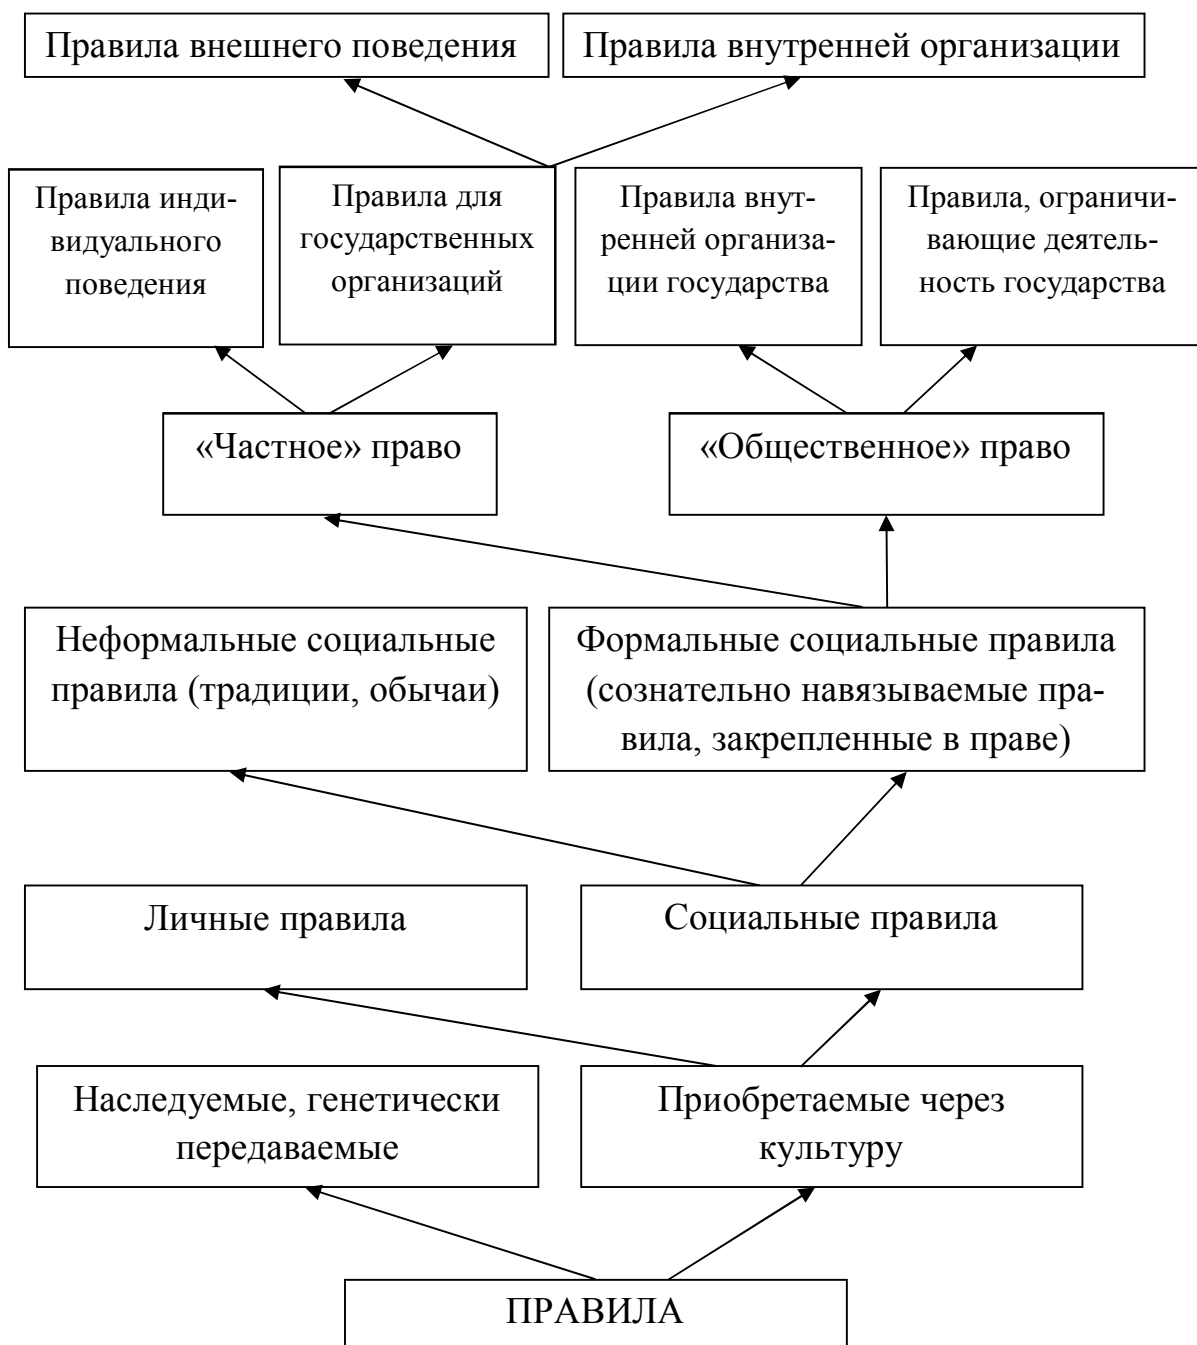 Правила внешнего поведения
Правила внутренней организации
Правила инди-
видуального
поведения
Правила для
государственных
организаций
Правила внут-
ренней организа-
ции государства
Правила, ограничи-
вающие деятель-
ность государства
«Частное» право
«Общественное» право
Неформальные социальные
правила (традиции, обычаи)
Формальные социальные правила
(сознательно навязываемые пра-
вила, закрепленные в праве)
Личные правила
Социальные правила
Наследуемые, генетически
передаваемые
Приобретаемые через
культуру
ПРАВИЛА